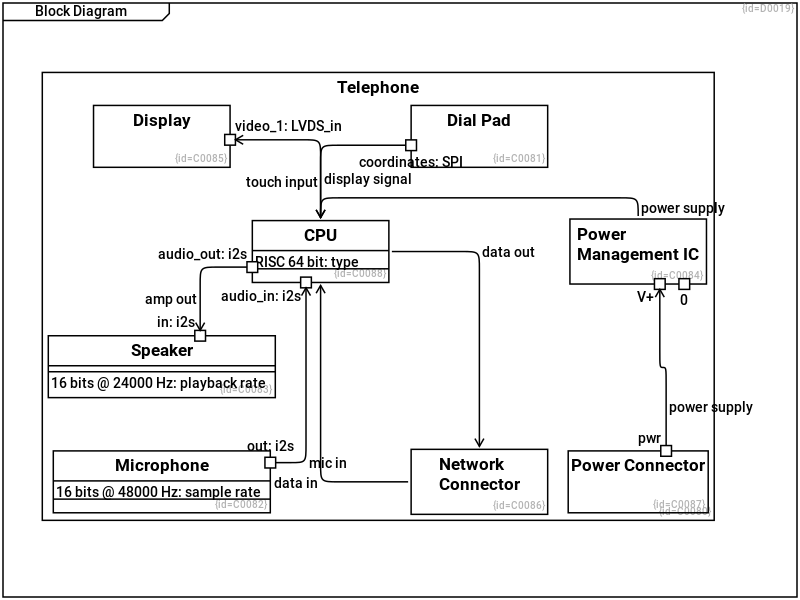 Block Diagram
{id=D0019}
Telephone
Display
{id=C0085}
video_1: LVDS_in
Dial Pad
{id=C0081}
coordinates: SPI
touch input
display signal
power supply
CPU
RISC 64 bit: type
{id=C0088}
audio_out: i2s
data out
Power
Management IC
{id=C0084}
amp out
audio_in: i2s
V+
0
in: i2s
Speaker
16 bits @ 24000 Hz: playback rate
{id=C0083}
power supply
out: i2s
pwr
Microphone
16 bits @ 48000 Hz: sample rate
{id=C0082}
mic in
data in
Network
Connector
{id=C0086}
Power Connector
{id=C0087}